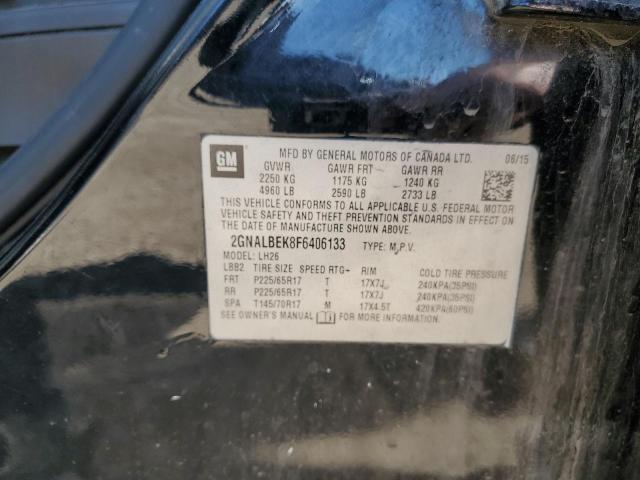 GM
MFD BY GENERAL MOTORS OF CANADA LTD. 06/15
GVWR GAWR FRT GAWR RR
2250 KG 1175 KG 1240 KG
4960 LB 2590 LB 2733 LB
THIS VEHICLE CONFORMS TO ALL APPLICABLE U.S. FEDERAL MOTOR
VEHICLE SAFETY AND THEFT PREVENTION STANDARDS IN EFFECT ON
THE DATE OF MANUFACTURE SHOWN ABOVE.
2GNALBEK8F6406133 TYPE: M.P.V.
MODEL: LH26
LBB2 TIRE SIZE SPEED RTG RIM COLD TIRE PRESSURE
FRT P225/65R17 T 17X7J 240KPA(35PSI)
RR P225/65R17 T 17X7J 240KPA(35PSI)
SPA T145/70R17 M 17X4.5T 420KPA(60PSI)
SEE OWNER'S MANUAL FOR MORE INFORMATION.